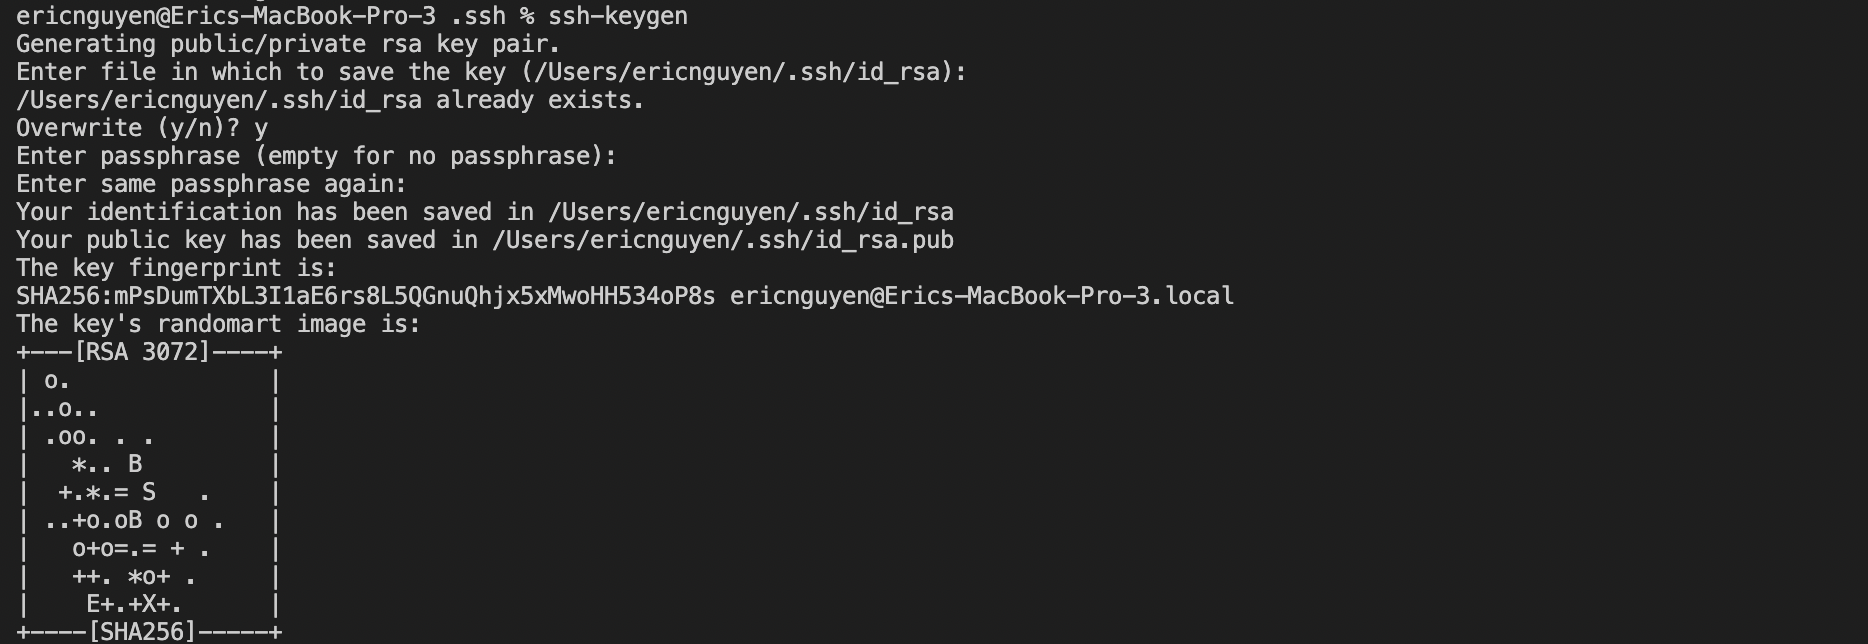 ericnguyen@Erics-MacBook-Pro-3 .ssh % ssh-keygen
Generating public/private rsa key pair.
Enter file in which to save the key (/Users/ericnguyen/.ssh/id_rsa):
/Users/ericnguyen/.ssh/id_rsa already exists.
Overwrite (y/n)? y
Enter passphrase (empty for no passphrase):
Enter same passphrase again:
Your identification has been saved in /Users/ericnguyen/.ssh/id_rsa
Your public key has been saved in /Users/ericnguyen/.ssh/id_rsa.pub
The key fingerprint is:
SHA256:mPsDumTXbL3I1aE6rs8L5QGnuQhjx5xMwoHH534oP8s ericnguyen@Erics-MacBook-Pro-3.local
The key's randomart image is:
+---[RSA 3072]----+
| o.              |
|..o..            |
| .oo. . .        |
|   *.. B         |
|  +.*.= S   .    |
| ..+o.oB o o .   |
|   o+o=.= + .    |
|   ++. *o+ .     |
|    E+.+X+.      |
+----[SHA256]-----+